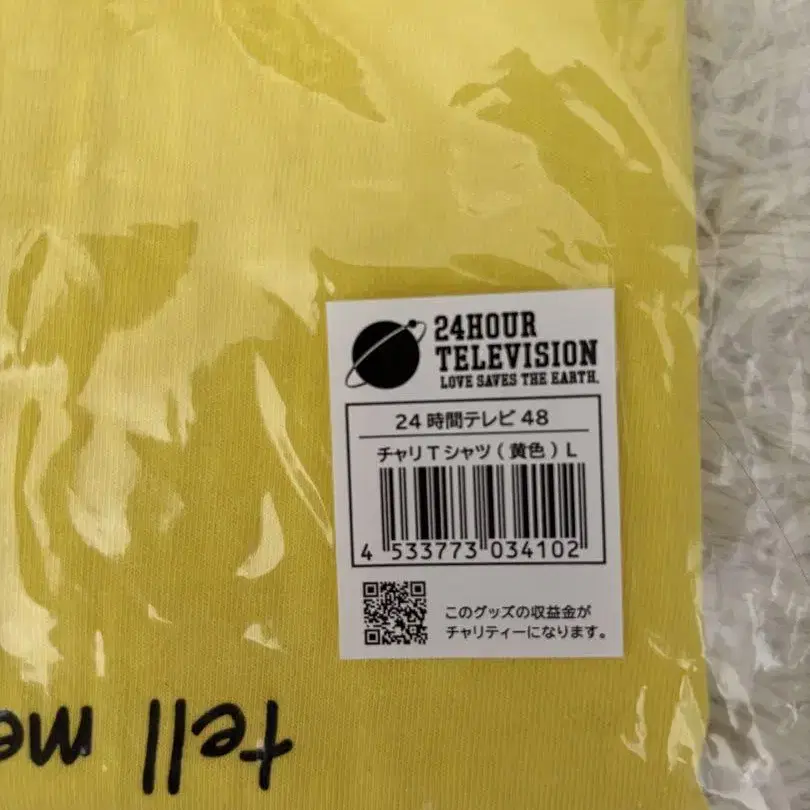 24HOUR
TELEVISION
LOVE SAVES THE EARTH.
24時間テレビ 48
チャリTシャツ(黄色)L
4 533773 034102
このグッズの収益金が
チャリティーになります。
tell me